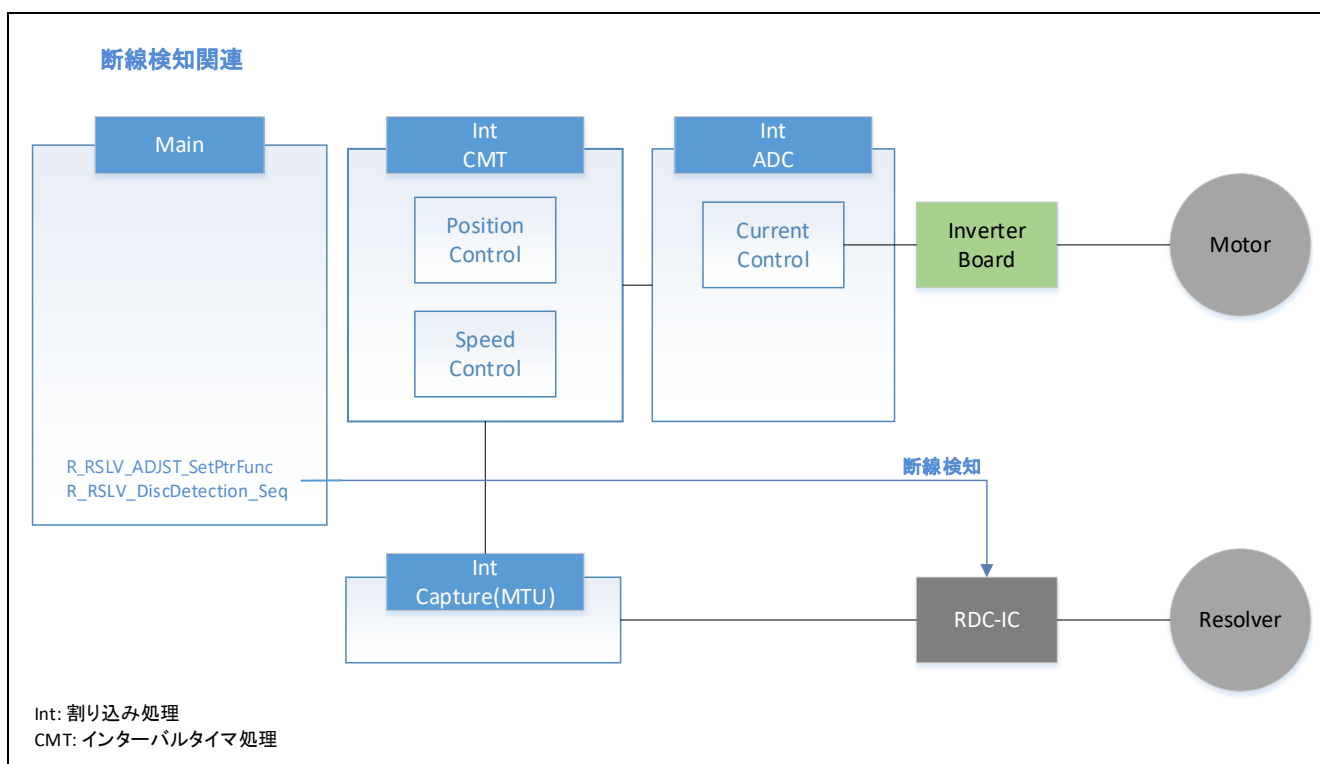 断線検知関連
Main
Int
CMT
Int
ADC
Position
Control
Current
Control
Inverter
Board
Motor
Speed
Control
R_RSLV_ADJST_SetPtrFunc
R_RSLV_DiscDetection_Seq
断線検知
Int
Capture(MTU)
RDC-IC
Resolver
Int: 割り込み処理
CMT: インターバルタイマ処理